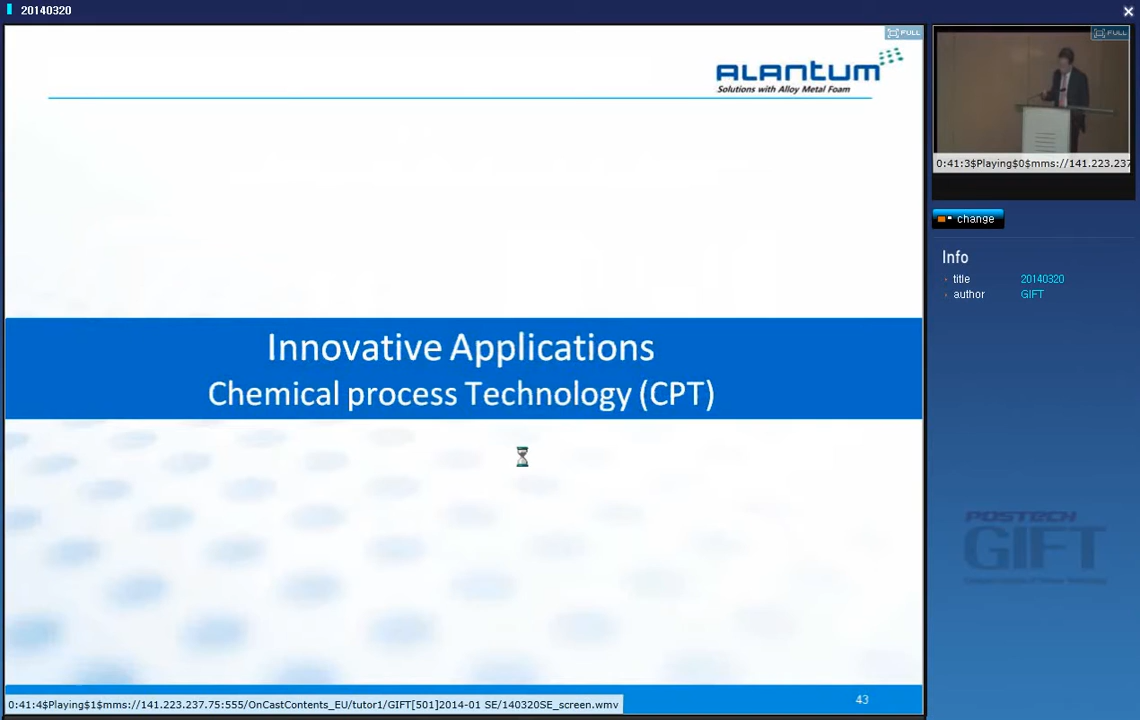 20140320
FULL
ALANTUM
Solutions with Alloy Metal Foam
Innovative Applications
Chemical process Technology (CPT)
43
0:41:4$Playing$1$mms://141.223.237.75:555/OnCastContents_EU/tutor1/GIFT[501]2014-01 SE/140320SE_screen.wmv
FULL
0:41:3$Playing$0$mms://141.223.237
change
Info
title 20140320
author GIFT
POSTECH
GIFT